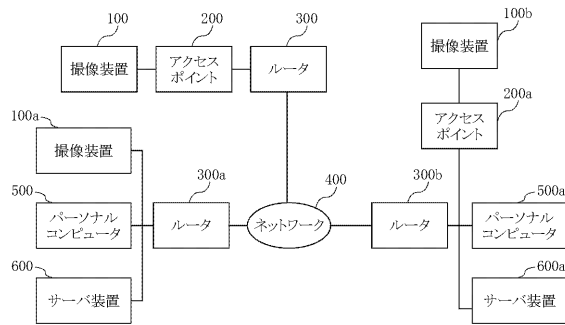 100
200
300
撮像装置
アクセス
ポイント
ルータ
100b
撮像装置
200a
アクセス
ポイント
100a
撮像装置
500
パーソナル
コンピュータ
300a
ルータ
400
ネットワーク
300b
ルータ
500a
パーソナル
コンピュータ
600
サーバ装置
600a
サーバ装置